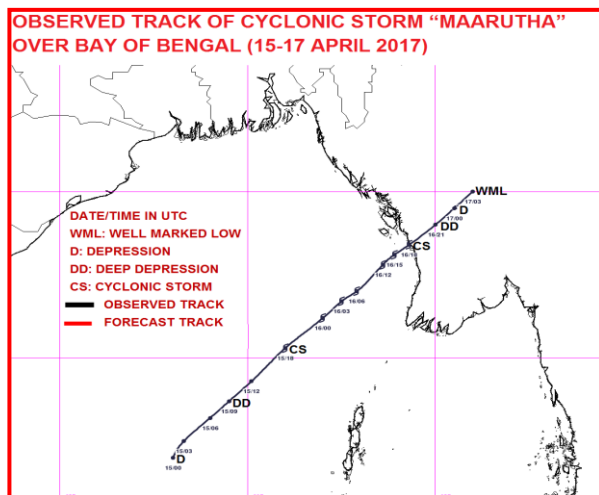 OBSERVED TRACK OF CYCLONIC STORM “MAARUTHA”
OVER BAY OF BENGAL (15-17 APRIL 2017)
WML
17/03
D
17/00
DD
16/21
DATE/TIME IN UTC
WML: WELL MARKED LOW
D: DEPRESSION
DD: DEEP DEPRESSION
CS: CYCLONIC STORM
OBSERVED TRACK
FORECAST TRACK
CS
16/18
16/15
16/12
16/06
16/03
16/00
CS
15/18
15/12
DD
15/09
15/06
15/03
D
15/00